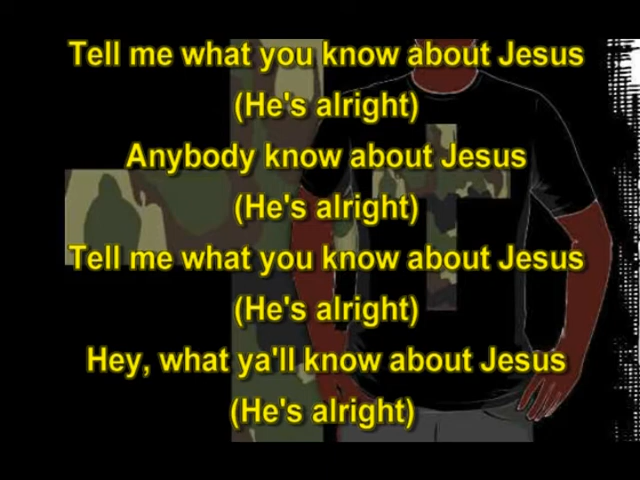 Tell me what you know about Jesus
(He's alright)
Anybody know about Jesus
(He's alright)
Tell me what you know about Jesus
(He's alright)
Hey, what ya'll know about Jesus
(He's alright)